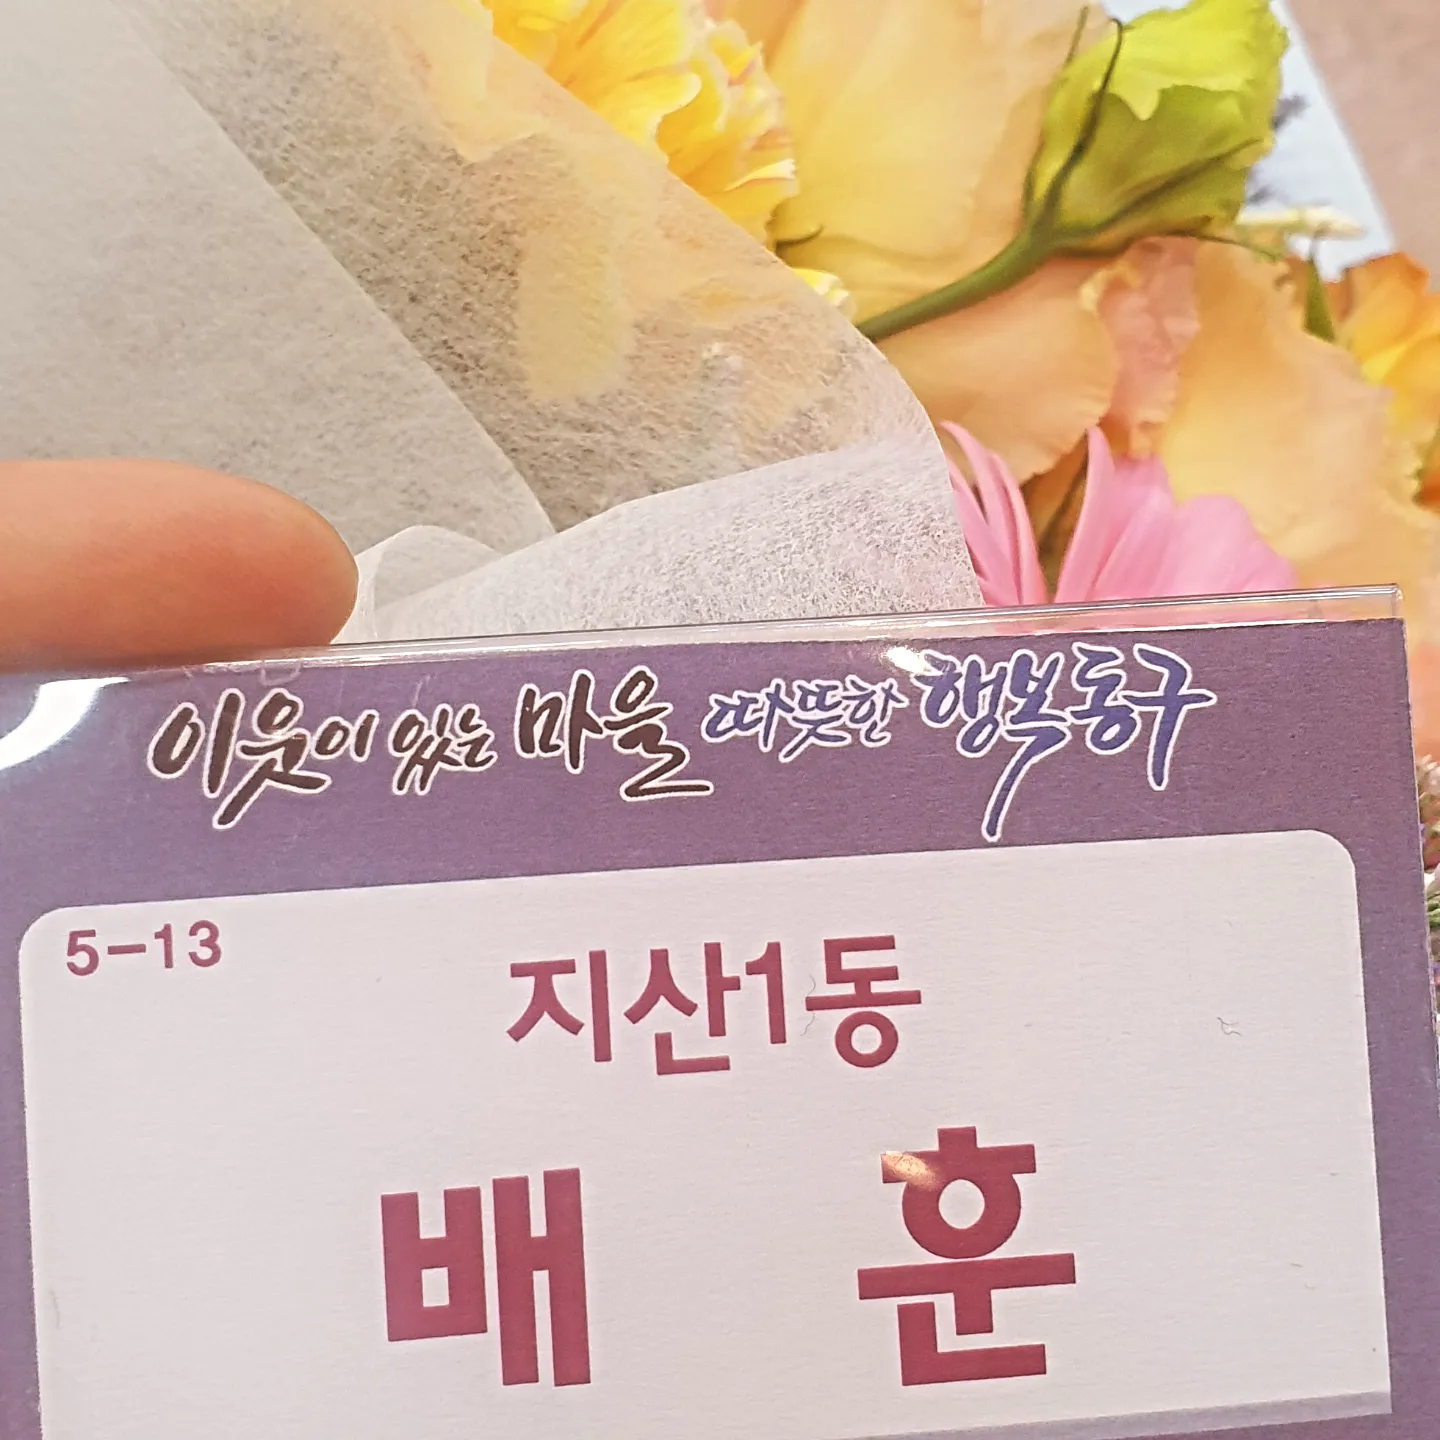 이웃이 있는 마을 따뜻한 행복동구
5-13
지산1동
배 훈